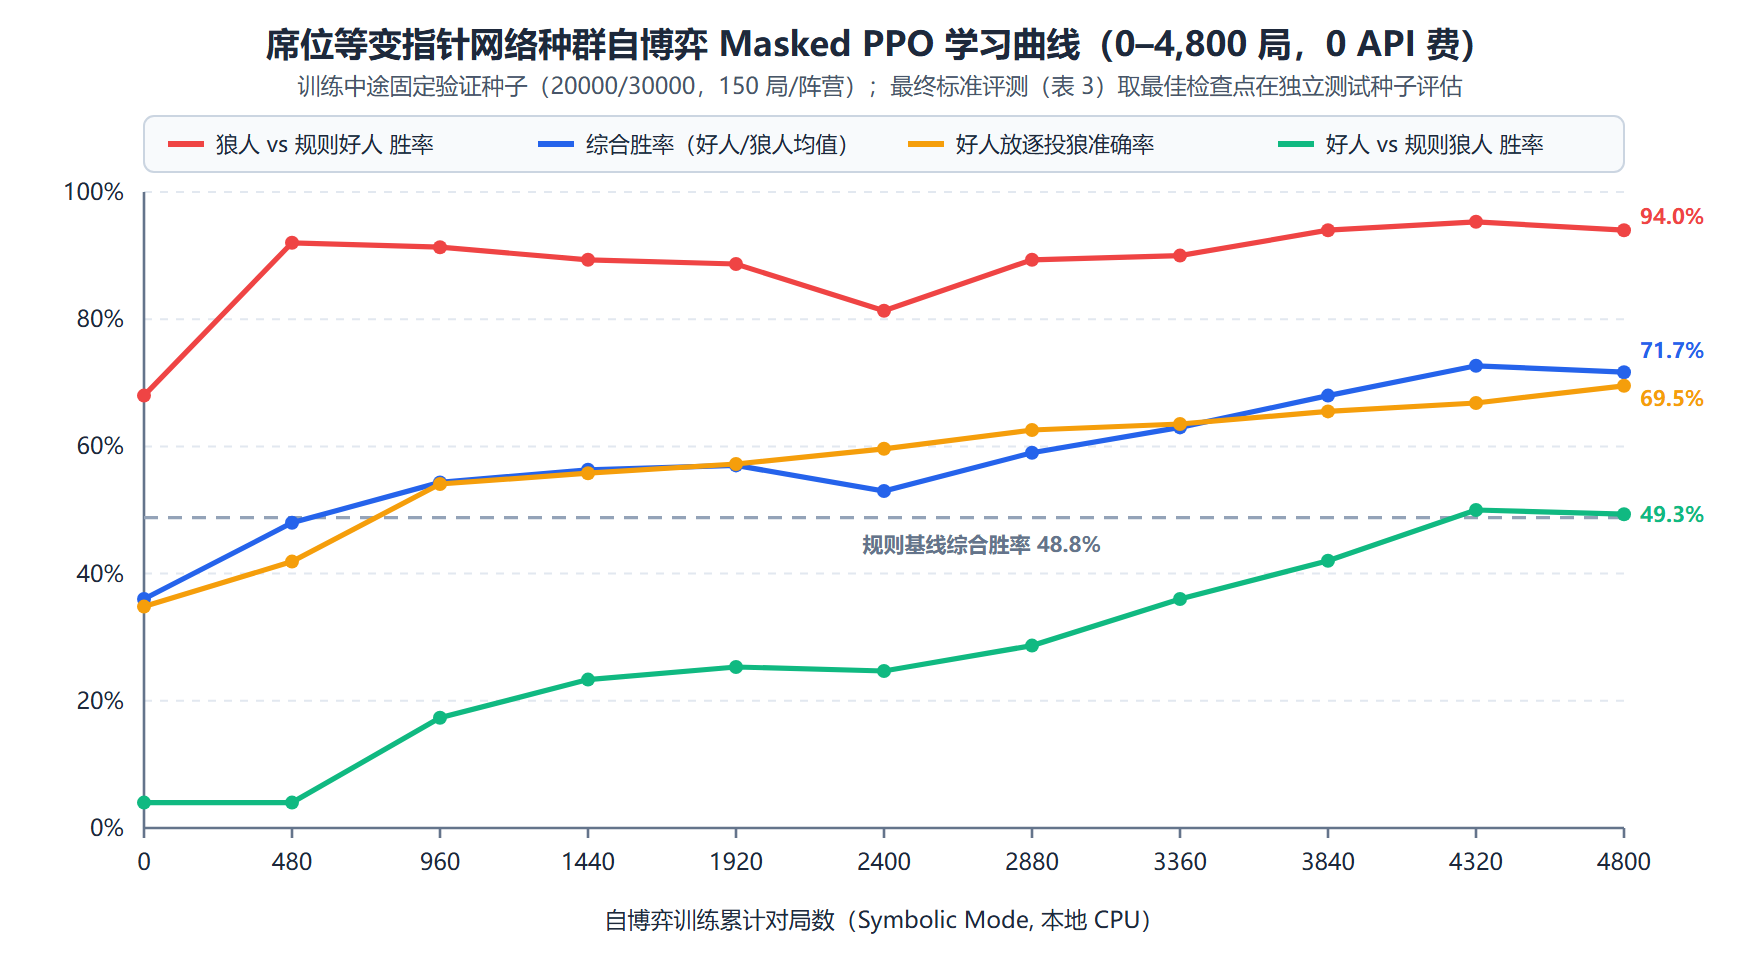 席位等变指针网络种群自博弈 Masked PPO 学习曲线（0–4,800 局，0 API 费）
训练中途固定验证种子（20000/30000，150 局/阵营）；最终标准评测（表 3）取最佳检查点在独立测试种子评估
狼人 vs 规则好人 胜率
综合胜率（好人/狼人均值）
好人放逐投狼准确率
好人 vs 规则狼人 胜率
100%
80%
60%
40%
20%
0%
94.0%
71.7%
69.5%
49.3%
规则基线综合胜率 48.8%
0
480
960
1440
1920
2400
2880
3360
3840
4320
4800
自博弈训练累计对局数（Symbolic Mode, 本地 CPU）